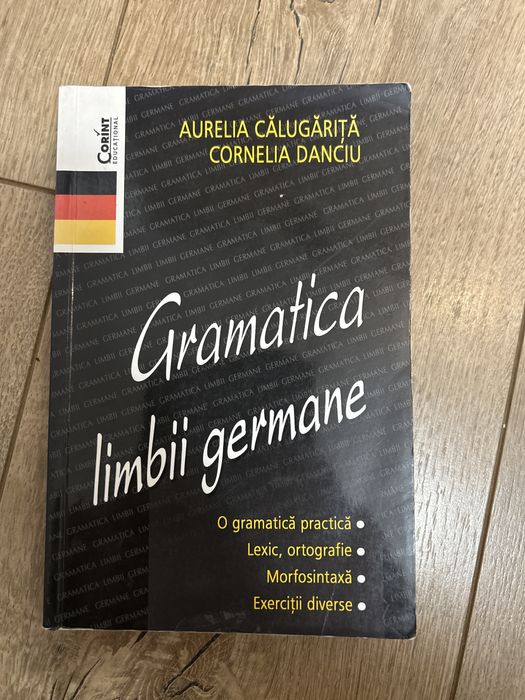 CORINT
EDUCAȚIONAL
AURELIA CĂLUGĂRIȚĂ
CORNELIA DANCIU
Gramatica
limbii germane
O gramatică practică •
Lexic, ortografie •
Morfosintaxă •
Exerciții diverse •